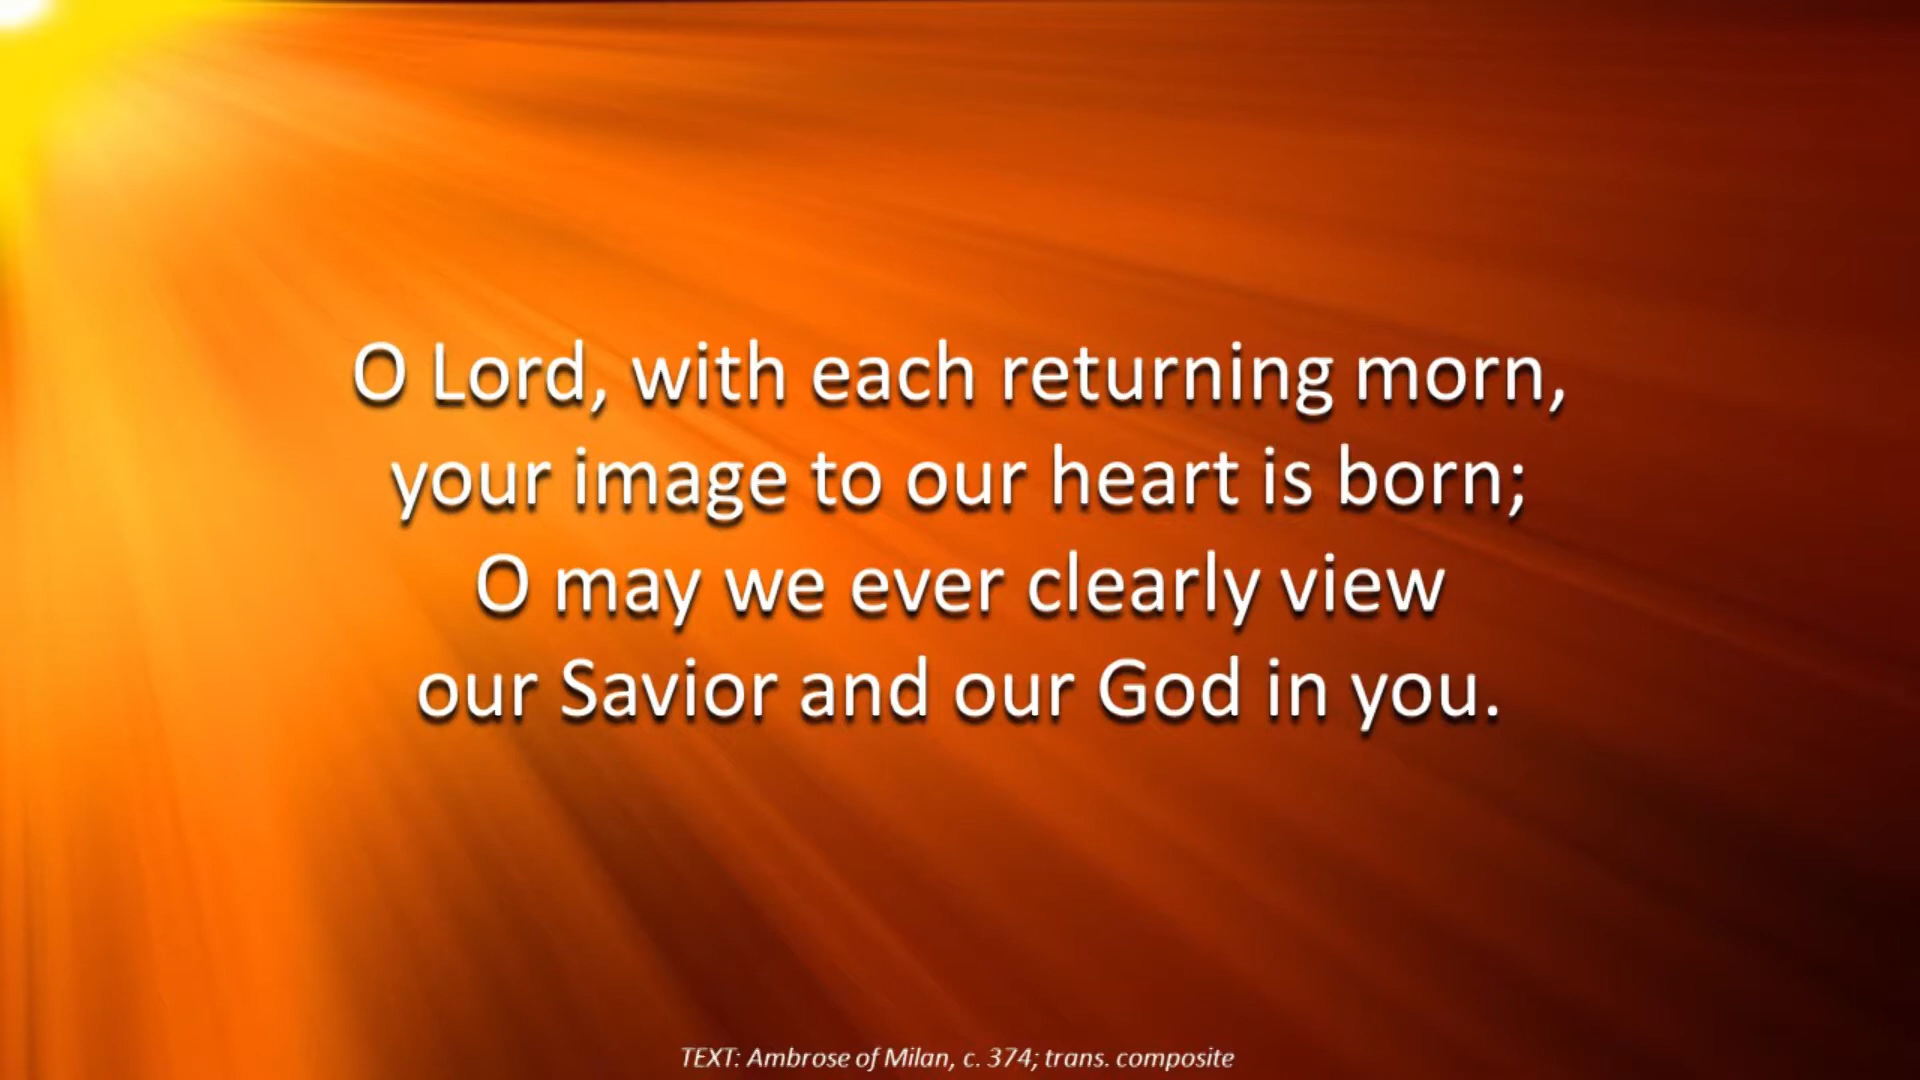 O Lord, with each returning morn,
your image to our heart is born;
O may we ever clearly view
our Savior and our God in you.
TEXT: Ambrose of Milan, c. 374; trans. composite